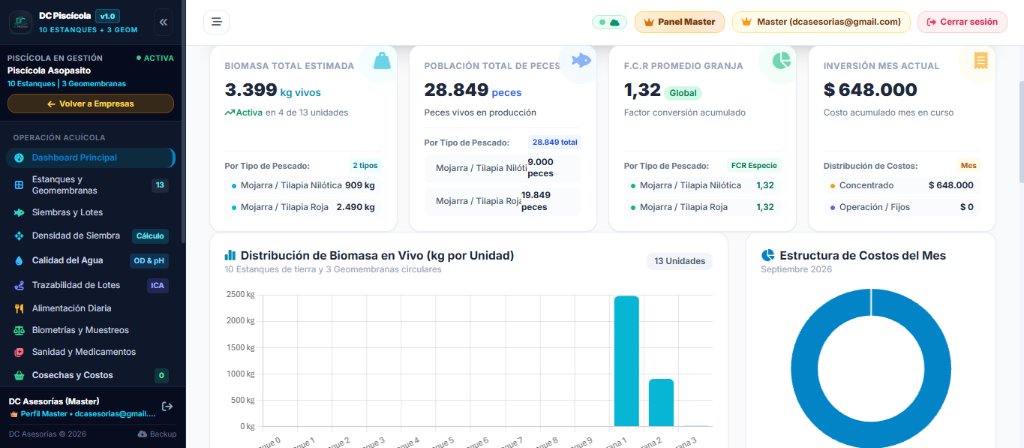 DC Piscícola v1.0
10 ESTANQUES + 3 GEOM
PISCÍCOLA EN GESTIÓN ACTIVA
Piscícola Asopasito
10 Estanques | 3 Geomembranas
Volver a Empresas
OPERACIÓN ACUÍCOLA
Dashboard Principal
Estanques y
Geomembranas 13
Siembras y Lotes
Densidad de Siembra Cálculo
Calidad del Agua OD & pH
Trazabilidad de Lotes ICA
Alimentación Diaria
Biometrías y Muestreos
Sanidad y Medicamentos
Cosechas y Costos 0
DC Asesorías (Master)
Perfil Master • dcasesorias@gmail....
DC Asesorías © 2026 Backup
Panel Master
Master (dcasesorias@gmail.com)
Cerrar sesión
BIOMASA TOTAL ESTIMADA
3.399 kg vivos
Activa en 4 de 13 unidades
Por Tipo de Pescado: 2 tipos
Mojarra / Tilapia Nilótica 909 kg
Mojarra / Tilapia Roja 2.490 kg
POBLACIÓN TOTAL DE PECES
28.849 peces
Peces vivos en producción
Por Tipo de Pescado: 28.849 total
Mojarra / Tilapia Nilóti 9.000
peces
Mojarra / Tilapia Roja 19.849
peces
F.C.R PROMEDIO GRANJA
1,32 Global
Factor conversión acumulado
Por Tipo de Pescado: FCR Especie
Mojarra / Tilapia Nilótica 1,32
Mojarra / Tilapia Roja 1,32
INVERSIÓN MES ACTUAL
$ 648.000
Costo acumulado mes en curso
Distribución de Costos: Mes
Concentrado $ 648.000
Operación / Fijos $ 0
Distribución de Biomasa en Vivo (kg por Unidad)
10 Estanques de tierra y 3 Geomembranas circulares
13 Unidades
2500 kg
2000 kg
1500 kg
1000 kg
500 kg
0 kg
Estructura de Costos del Mes
Septiembre 2026